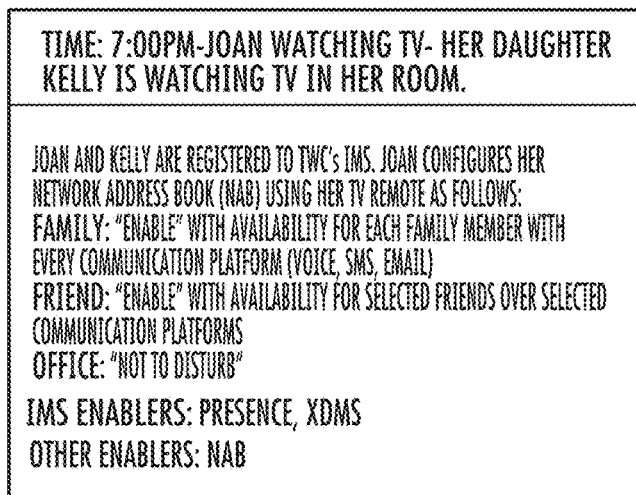 TIME: 7:00PM-JOAN WATCHING TV- HER DAUGHTER
KELLY IS WATCHING TV IN HER ROOM.
JOAN AND KELLY ARE REGISTERED TO TWC's IMS. JOAN CONFIGURES HER
NETWORK ADDRESS BOOK (NAB) USING HER TV REMOTE AS FOLLOWS:
FAMILY: "ENABLE" WITH AVAILABILITY FOR EACH FAMILY MEMBER WITH
EVERY COMMUNICATION PLATFORM (VOICE, SMS, EMAIL)
FRIEND: "ENABLE" WITH AVAILABILITY FOR SELECTED FRIENDS OVER SELECTED
COMMUNICATION PLATFORMS
OFFICE: "NOT TO DISTURB"
IMS ENABLERS: PRESENCE, XDMS
OTHER ENABLERS: NAB